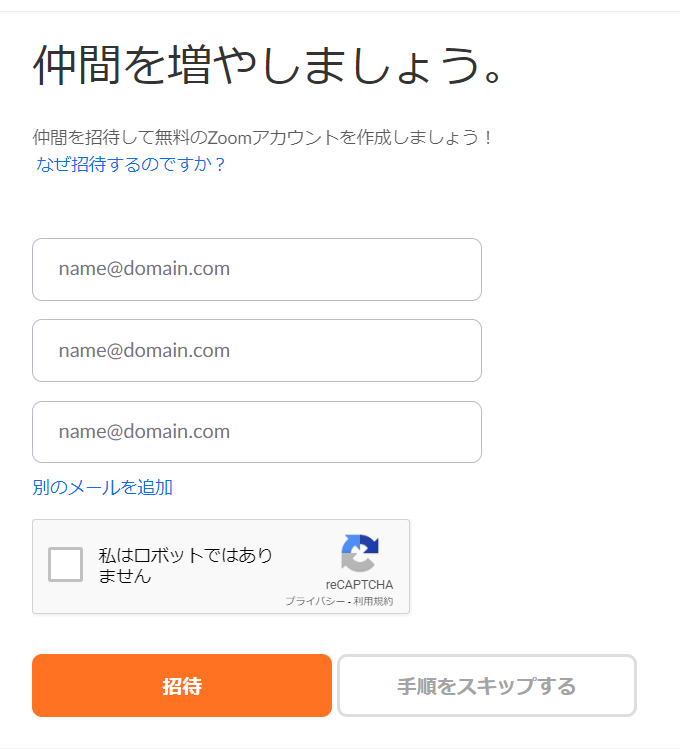 仲間を増やしましょう。
仲間を招待して無料のZoomアカウントを作成しましょう！
なぜ招待するのですか？
name@domain.com
name@domain.com
name@domain.com
別のメールを追加
私はロボットではあり
ません
reCAPTCHA
プライバシー - 利用規約
招待
手順をスキップする